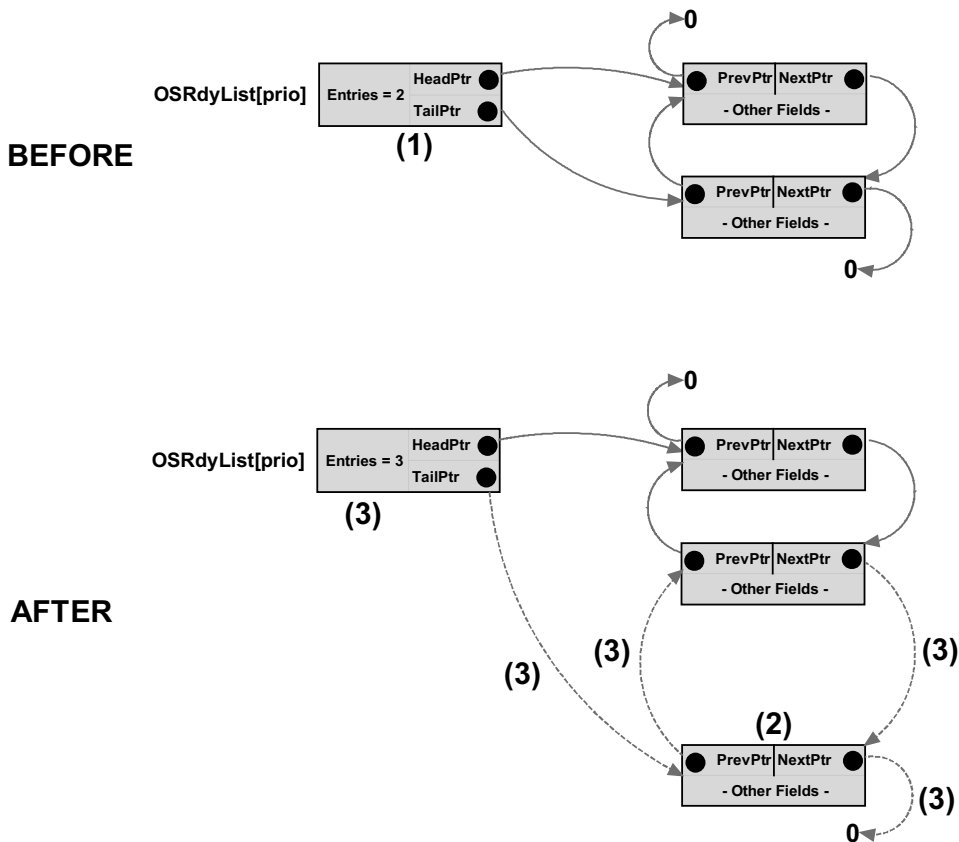 0
HeadPtr
OSRdyList[prio]
Entries = 2
TailPtr
(1)
PrevPtr NextPtr
- Other Fields -
BEFORE
PrevPtr NextPtr
- Other Fields -
0
0
HeadPtr
OSRdyList[prio]
Entries = 3
TailPtr
(3)
PrevPtr NextPtr
- Other Fields -
PrevPtr NextPtr
- Other Fields -
AFTER
(3)
(3)
(3)
(2)
PrevPtr NextPtr
- Other Fields -
(3)
0